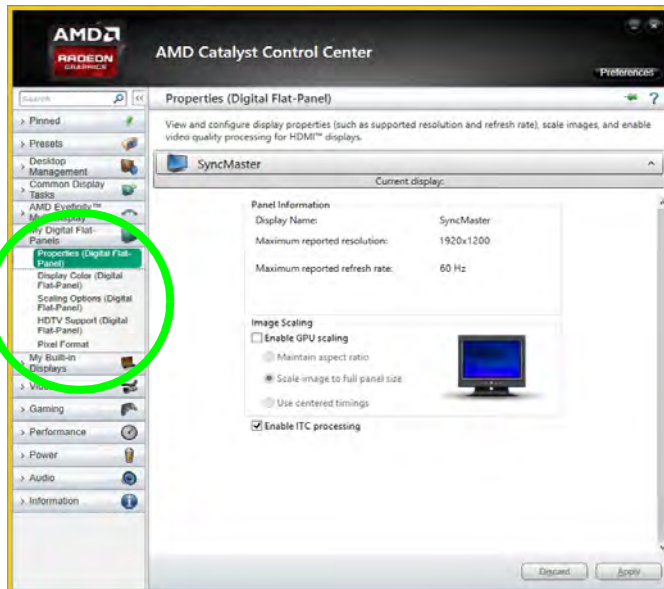 AMD
RADEON
GRAPHICS
AMD Catalyst Control Center
Preferences
Search
<<
Properties (Digital Flat-Panel)
?
> Pinned
> Presets
> Desktop
Management
> Common Display
Tasks
> AMD Eyefinity™
Display
My Digital Flat-
Panels
Properties (Digital Flat-
Panel)
Display Color (Digital
Flat-Panel)
Scaling Options (Digital
Flat-Panel)
HDTV Support (Digital
Flat-Panel)
Pixel Format
My Built-in
Displays
> Gaming
> Performance
> Power
> Audio
> Information
View and configure display properties (such as supported resolution and refresh rate), scale images, and enable
video quality processing for HDMI™ displays.
SyncMaster
Current display:
Panel Information
Display Name: SyncMaster
Maximum reported resolution: 1920x1200
Maximum reported refresh rate: 60 Hz
Image Scaling
Enable GPU scaling
Maintain aspect ratio
Scale image to full panel size
Use centered timings
Enable ITC processing
Discard Apply